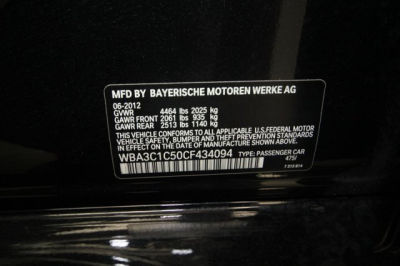 MFD BY BAYERISCHE MOTOREN WERKE AG
06-2012
GVWR 4464 lbs 2025 kg
GAWR FRONT 2061 lbs 935 kg
GAWR REAR 2513 lbs 1140 kg
THIS VEHICLE CONFORMS TO ALL APPLICABLE U.S. FEDERAL MOTOR
VEHICLE SAFETY, BUMPER, AND THEFT PREVENTION STANDARDS
IN EFFECT ON THE DATE OF MANUFACTURE SHOWN ABOVE.
WBA3C1C50CF434094 TYPE: PASSENGER CAR
475/